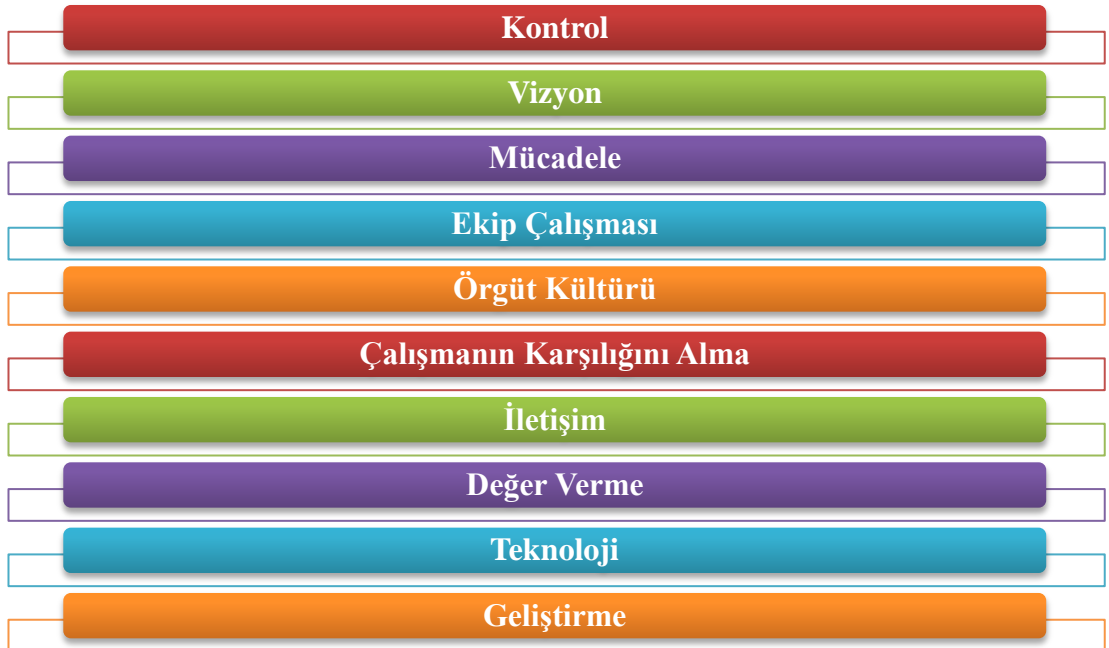 Kontrol
Vizyon
Mücadele
Ekip Çalışması
Örgüt Kültürü
Çalışmanın Karşılığını Alma
İletişim
Değer Verme
Teknoloji
Geliştirme